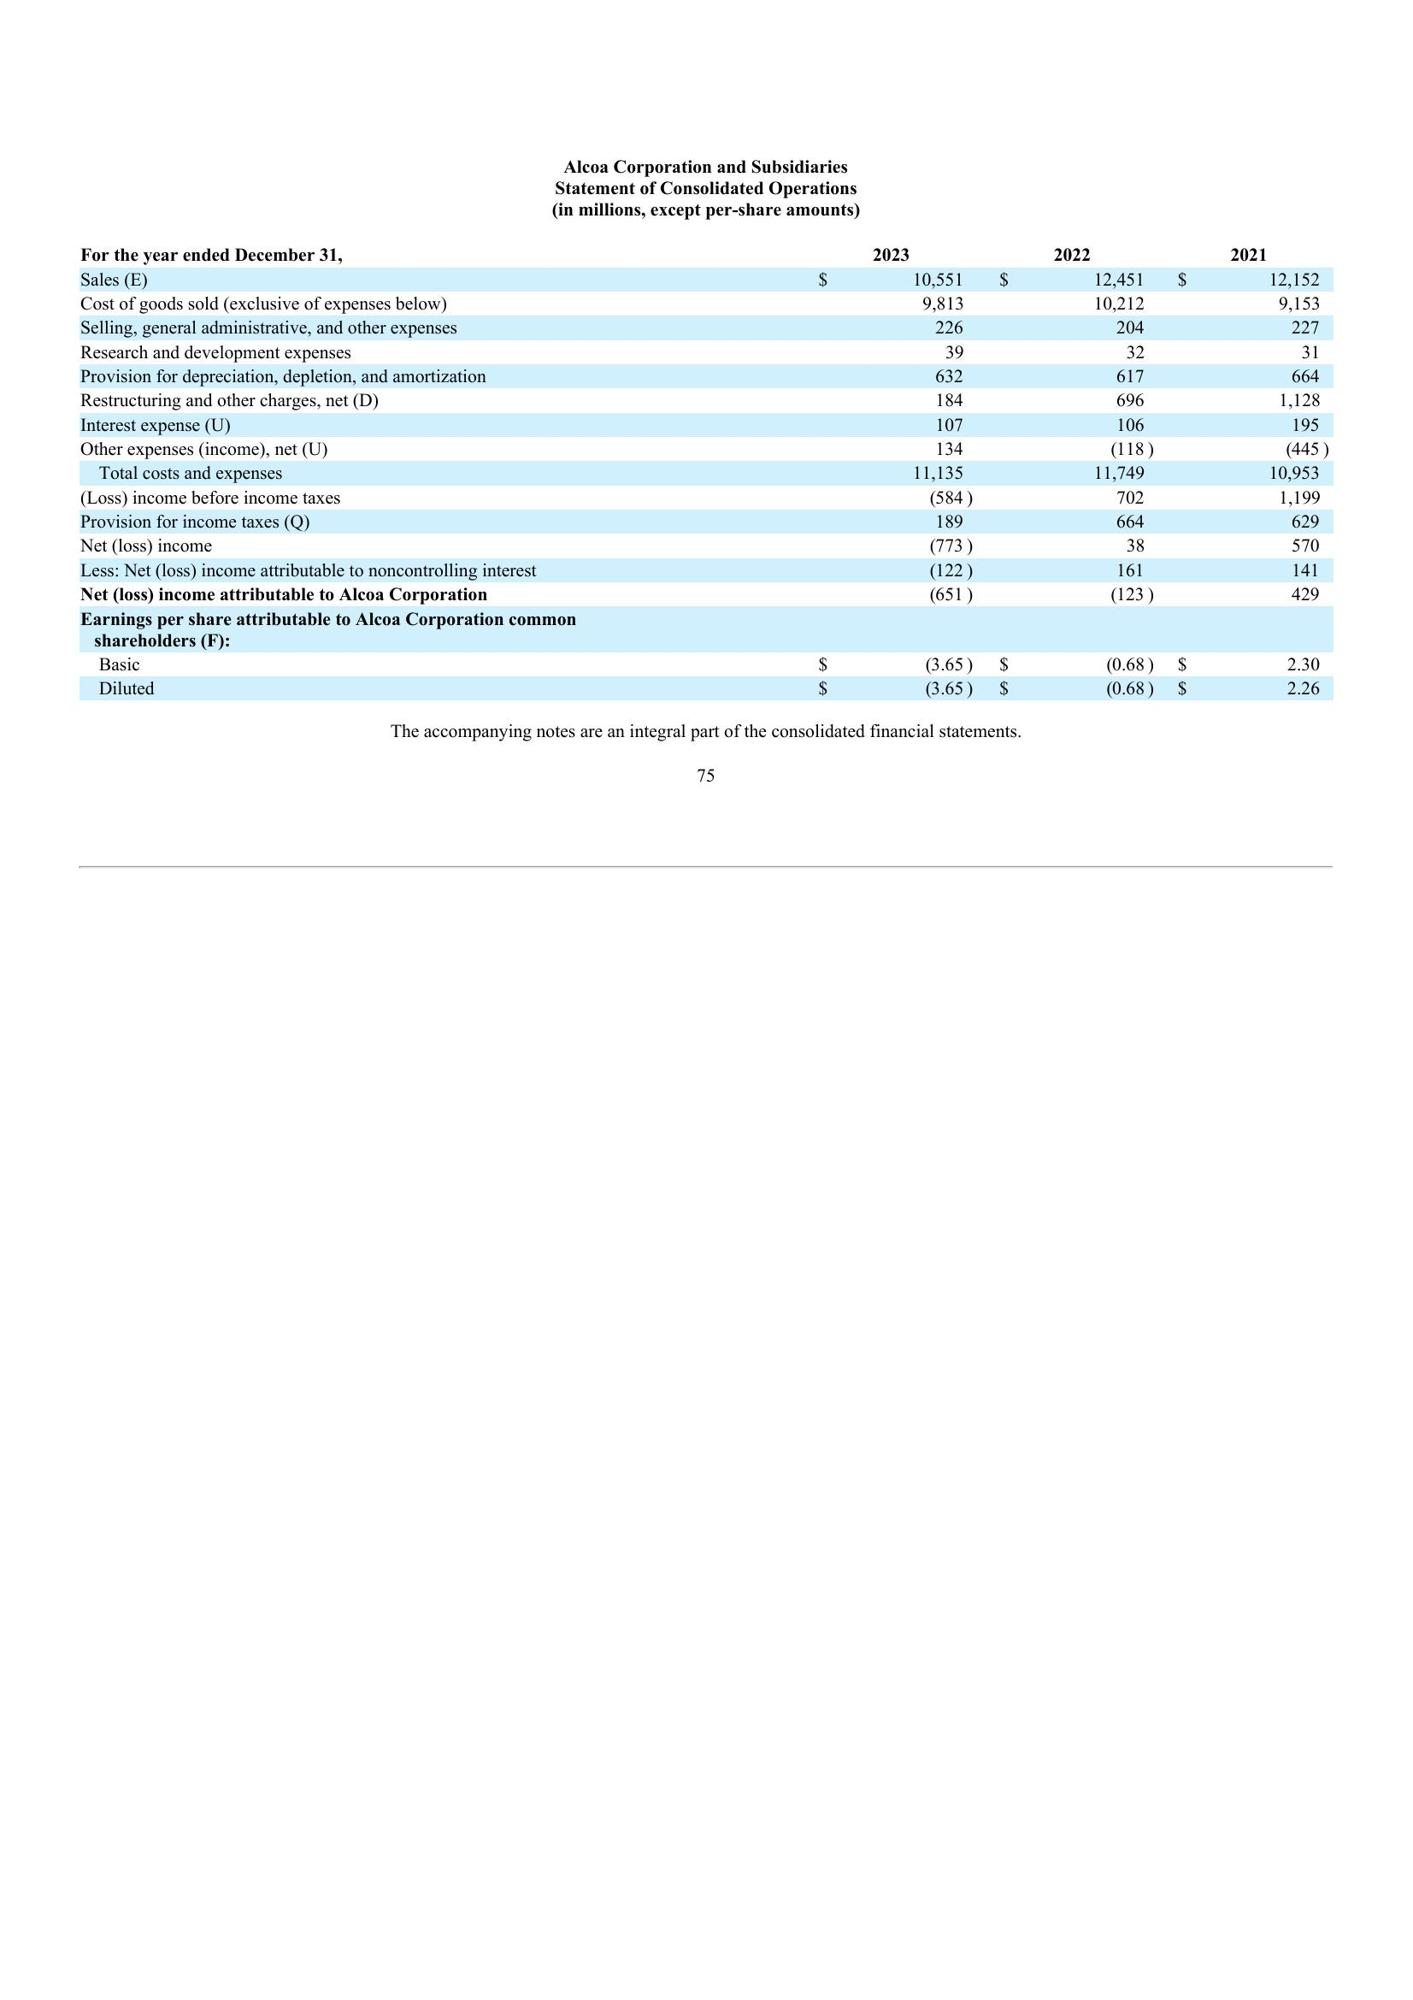 Alcoa Corporation and Subsidiaries
Statement of Consolidated Operations
(in millions, except per-share amounts)
For the year ended December 31, 2023 2022 2021
Sales (E) $ 10,551 $ 12,451 $ 12,152
Cost of goods sold (exclusive of expenses below) 9,813 10,212 9,153
Selling, general administrative, and other expenses 226 204 227
Research and development expenses 39 32 31
Provision for depreciation, depletion, and amortization 632 617 664
Restructuring and other charges, net (D) 184 696 1,128
Interest expense (U) 107 106 195
Other expenses (income), net (U) 134 (118 ) (445 )
Total costs and expenses 11,135 11,749 10,953
(Loss) income before income taxes (584 ) 702 1,199
Provision for income taxes (Q) 189 664 629
Net (loss) income (773 ) 38 570
Less: Net (loss) income attributable to noncontrolling interest (122 ) 161 141
Net (loss) income attributable to Alcoa Corporation (651 ) (123 ) 429
Earnings per share attributable to Alcoa Corporation common
shareholders (F):
Basic $ (3.65 ) $ (0.68 ) $ 2.30
Diluted $ (3.65 ) $ (0.68 ) $ 2.26
The accompanying notes are an integral part of the consolidated financial statements.
75